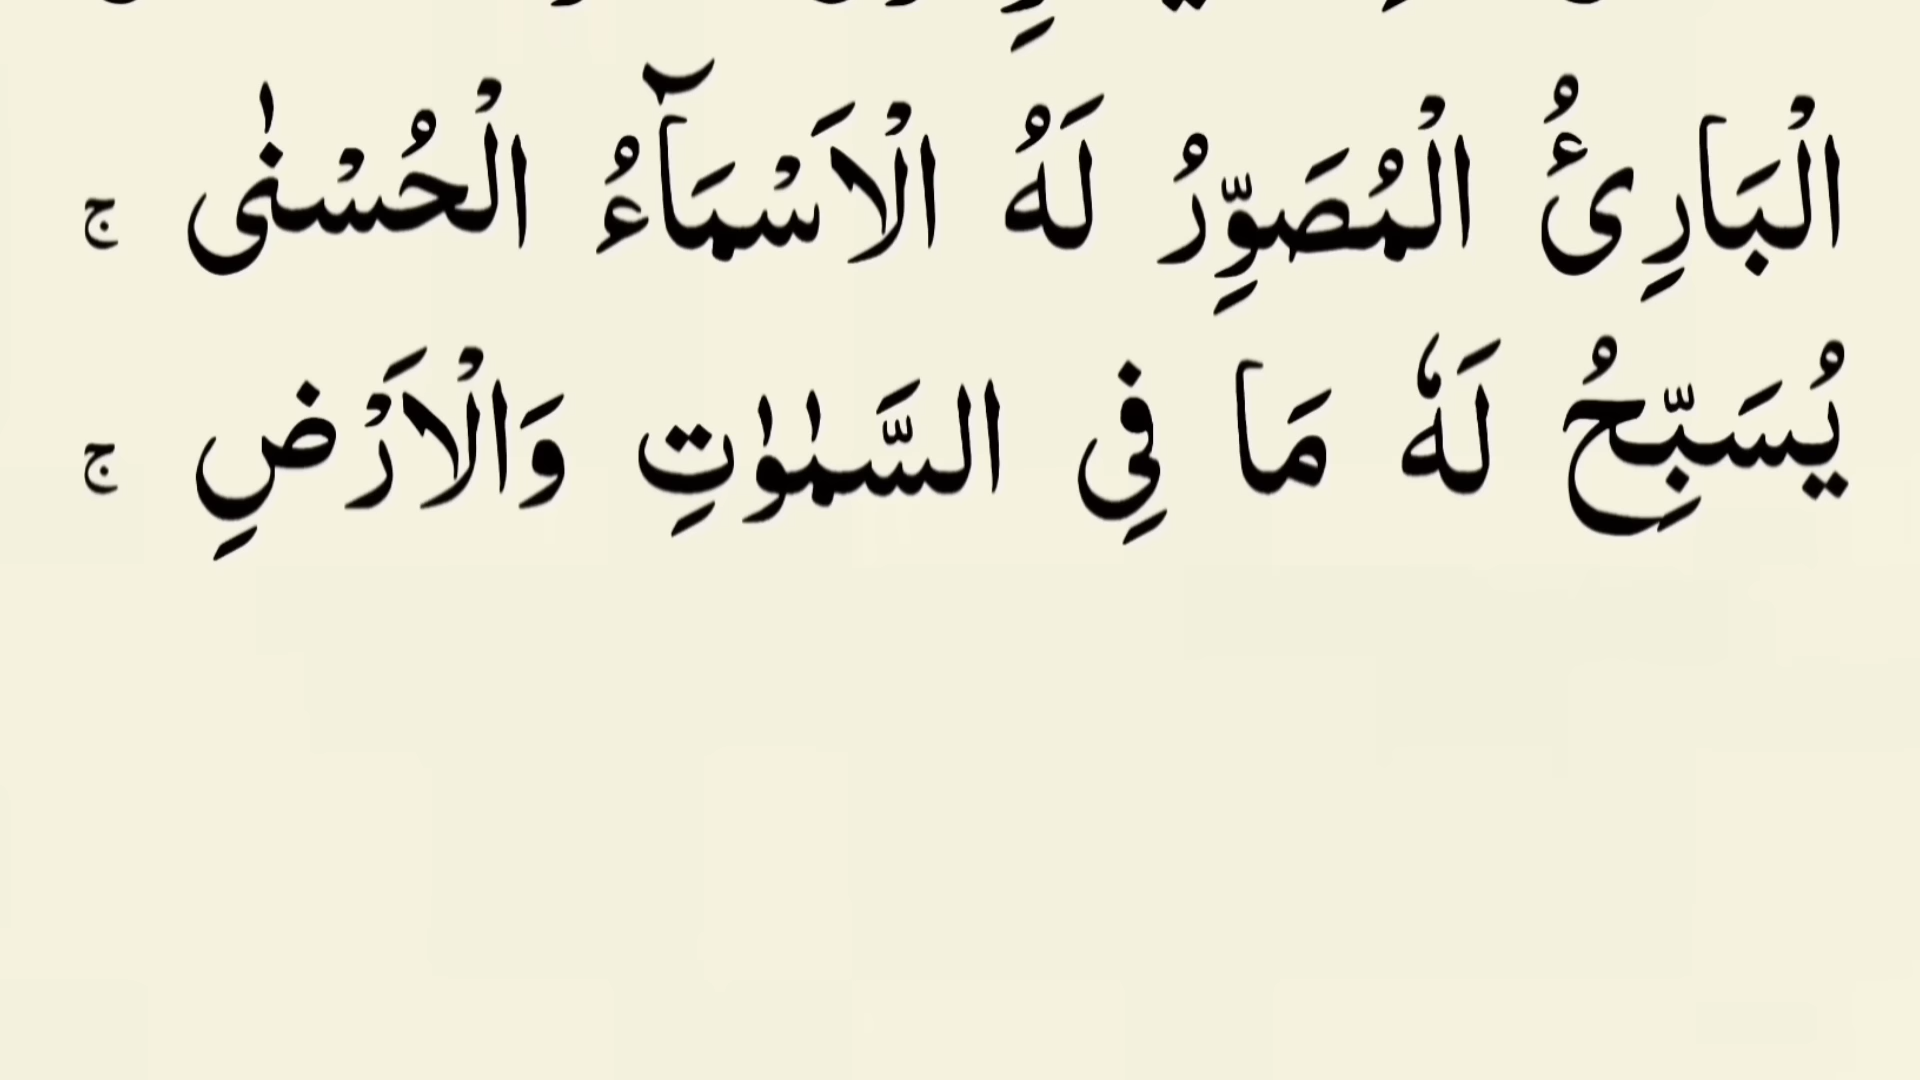 الْبَارِئُ الْمُصَوِّرُ لَهُ الْاَسْمَآءُ الْحُسْنٰى ج
يُسَبِّحُ لَهٗ مَا فِى السَّمٰوٰتِ وَالْاَرْضِ ج